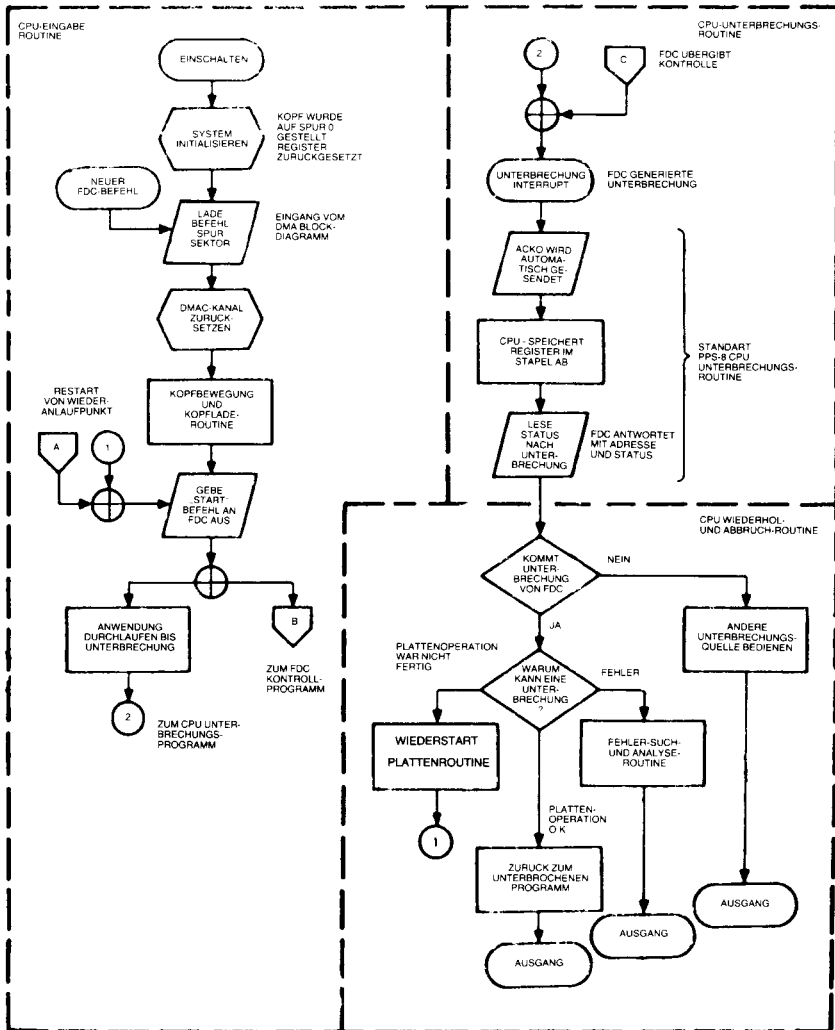 CPU-EINGABE
ROUTINE
EINSCHALTEN
SYSTEM
INITIALISIEREN
KOPF WURDE
AUF SPUR 0
GESTELLT
REGISTER
ZURUCKGESETZT
NEUER
FDC-BEFEHL
LADE
BEFEHL
SPUR
SEKTOR
EINGANG VOM
DMA BLOCK-
DIAGRAMM
DMAC-KANAL
ZURUCK-
SETZEN
KOPFBEWEGUNG
UND
KOPFLADE-
ROUTINE
RESTART
VON WIEDER-
ANLAUFPUNKT
A
1
GEBE
"START"
BEFEHL AN
FDC AUS
ANWENDUNG
DURCHLAUFEN BIS
UNTERBRECHUNG
B
ZUM FDC
KONTROLL-
PROGRAMM
2
ZUM CPU UNTER-
BRECHUNGS-
PROGRAMM
CPU-UNTERBRECHUNGS-
ROUTINE
2
C
FDC UBERGIBT
KONTROLLE
UNTERBRECHUNG
INTERRUPT
FDC GENERIERTE
UNTERBRECHUNG
ACKO WIRD
AUTOMA-
TISCH GE-
SENDET
CPU - SPEICHERT
REGISTER IM
STAPEL AB
STANDART
PPS-8 CPU
UNTERBRECHUNGS-
ROUTINE
LESE
STATUS
NACH
UNTER-
BRECHUNG
FDC ANTWORTET
MIT ADRESSE
UND STATUS
CPU WIEDERHOL-
UND ABBRUCH-ROUTINE
KOMMT
UNTER-
BRECHUNG
VON FDC
NEIN
JA
ANDERE
UNTERBRECHUNGS-
QUELLE BEDIENEN
PLATTENOPERATION
WAR NICHT
FERTIG
WARUM
KANN EINE
UNTER-
BRECHUNG
?
FEHLER
WIEDERSTART
PLATTENROUTINE
FEHLER-SUCH-
UND ANALYSE-
ROUTINE
1
PLATTEN-
OPERATION
O K
ZURUCK ZUM
UNTERBROCHENEN
PROGRAMM
AUSGANG
AUSGANG
AUSGANG